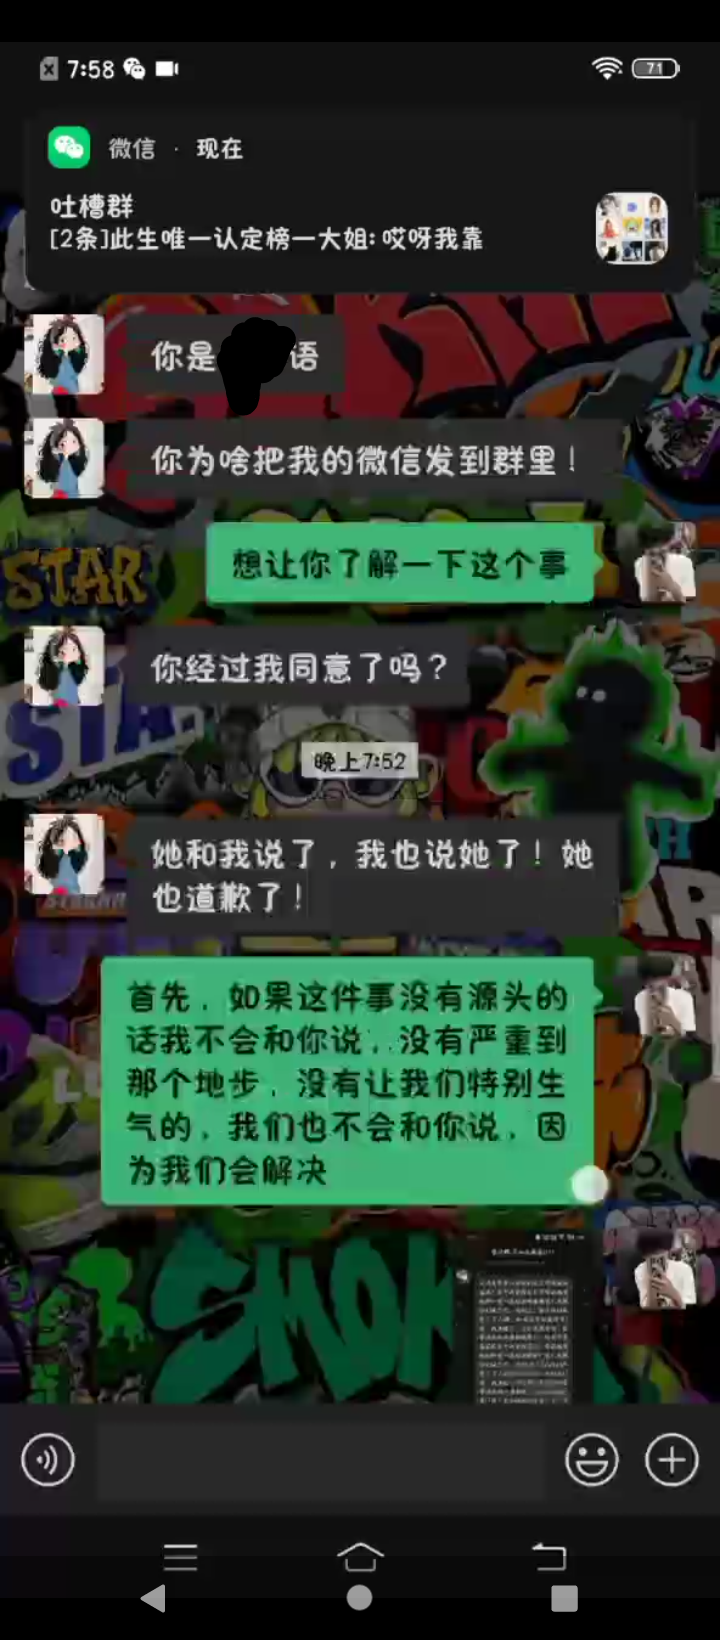 7:58
71
微信 · 现在
吐槽群
[2条]此生唯一认定榜一大姐: 哎呀我靠
你是 语
你为啥把我的微信发到群里！
想让你了解一下这个事
STAR
你经过我同意了吗？
STA
晚上7:52
她和我说了，我也说她了！她
也道歉了！
首先，如果这件事没有源头的
话我不会和你说，没有严重到
那个地步，没有让我们特别生
气的，我们也不会和你说，因
为我们会解决
SMOK